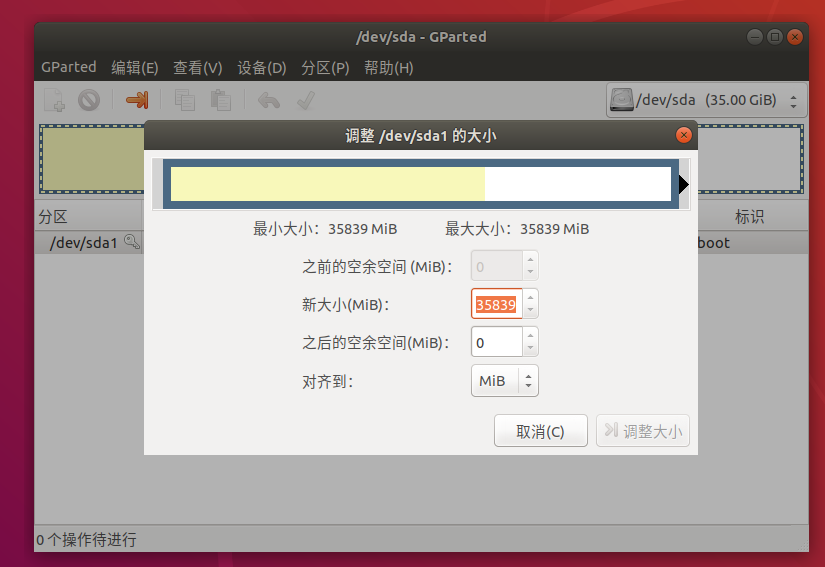 /dev/sda - GParted
GParted 编辑(E) 查看(V) 设备(D) 分区(P) 帮助(H)
/dev/sda (35.00 GiB)
调整 /dev/sda1 的大小
最小大小：35839 MiB 最大大小：35839 MiB
分区 标识
/dev/sda1 boot
之前的空余空间 (MiB)： 0
新大小(MiB)： 35839
之后的空余空间(MiB)： 0
对齐到： MiB
取消(C) 调整大小
0 个操作待进行